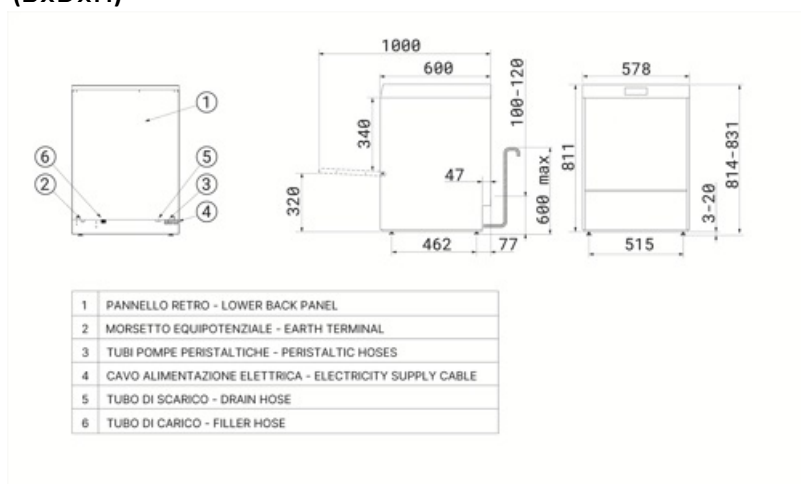 (BxDxH)
1000
600
578
100-120
1
340
6
5
47
600 max
811
814-831
2
3
320
4
3-20
462
77
515
1 PANNELLO RETRO - LOWER BACK PANEL
2 MORSETTO EQUIPOTENZIALE - EARTH TERMINAL
3 TUBI POMPE PERISTALTICHE - PERISTALTIC HOSES
4 CAVO ALIMENTAZIONE ELETTRICA - ELECTRICITY SUPPLY CABLE
5 TUBO DI SCARICO - DRAIN HOSE
6 TUBO DI CARICO - FILLER HOSE